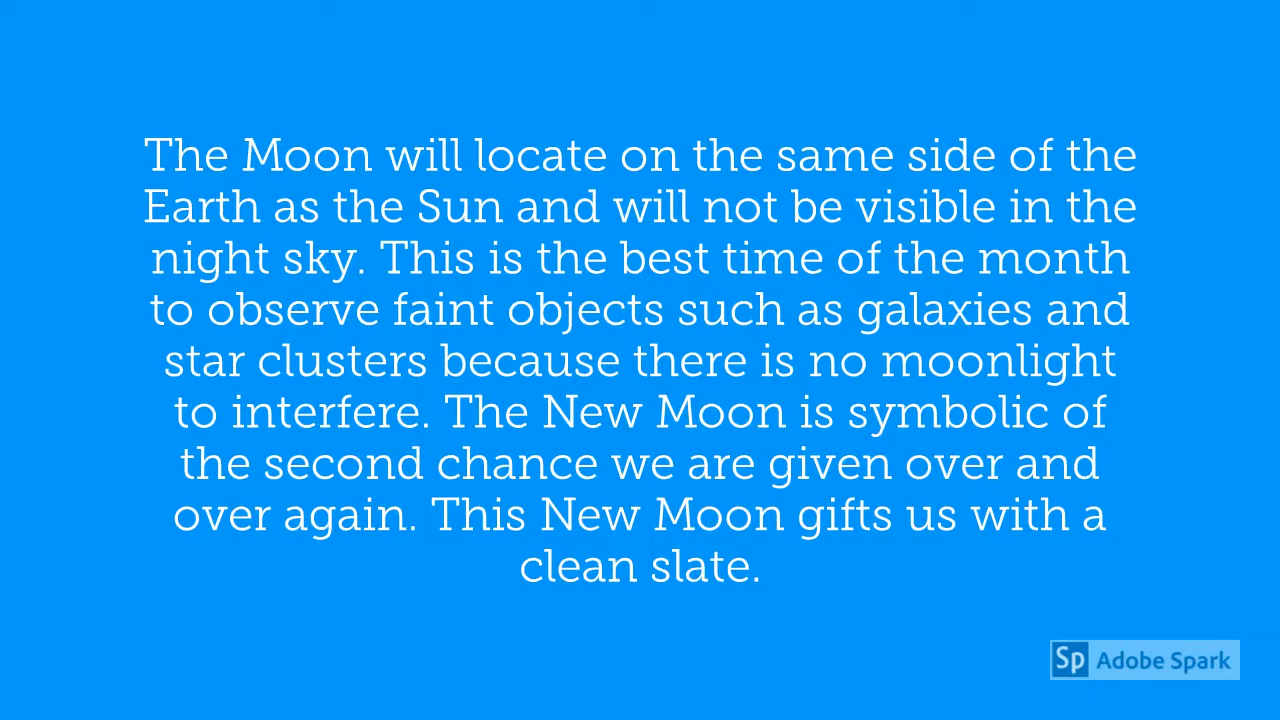 The Moon will locate on the same side of the
Earth as the Sun and will not be visible in the
night sky. This is the best time of the month
to observe faint objects such as galaxies and
star clusters because there is no moonlight
to interfere. The New Moon is symbolic of
the second chance we are given over and
over again. This New Moon gifts us with a
clean slate.
Sp Adobe Spark